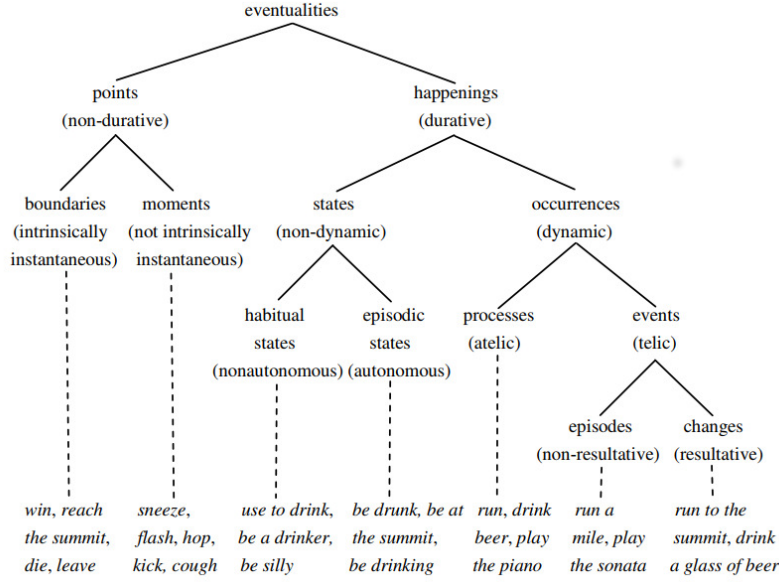 eventualities
points
(non-durative)
happenings
(durative)
boundaries
(intrinsically
instantaneous)
moments
(not intrinsically
instantaneous)
states
(non-dynamic)
occurrences
(dynamic)
habitual
states
(nonautonomous)
episodic
states
(autonomous)
processes
(atelic)
events
(telic)
episodes
(non-resultative)
changes
(resultative)
win, reach
the summit,
die, leave
sneeze,
flash, hop,
kick, cough
use to drink,
be a drinker,
be silly
be drunk, be at
the summit,
be drinking
run, drink
beer, play
the piano
run a
mile, play
the sonata
run to the
summit, drink
a glass of beer